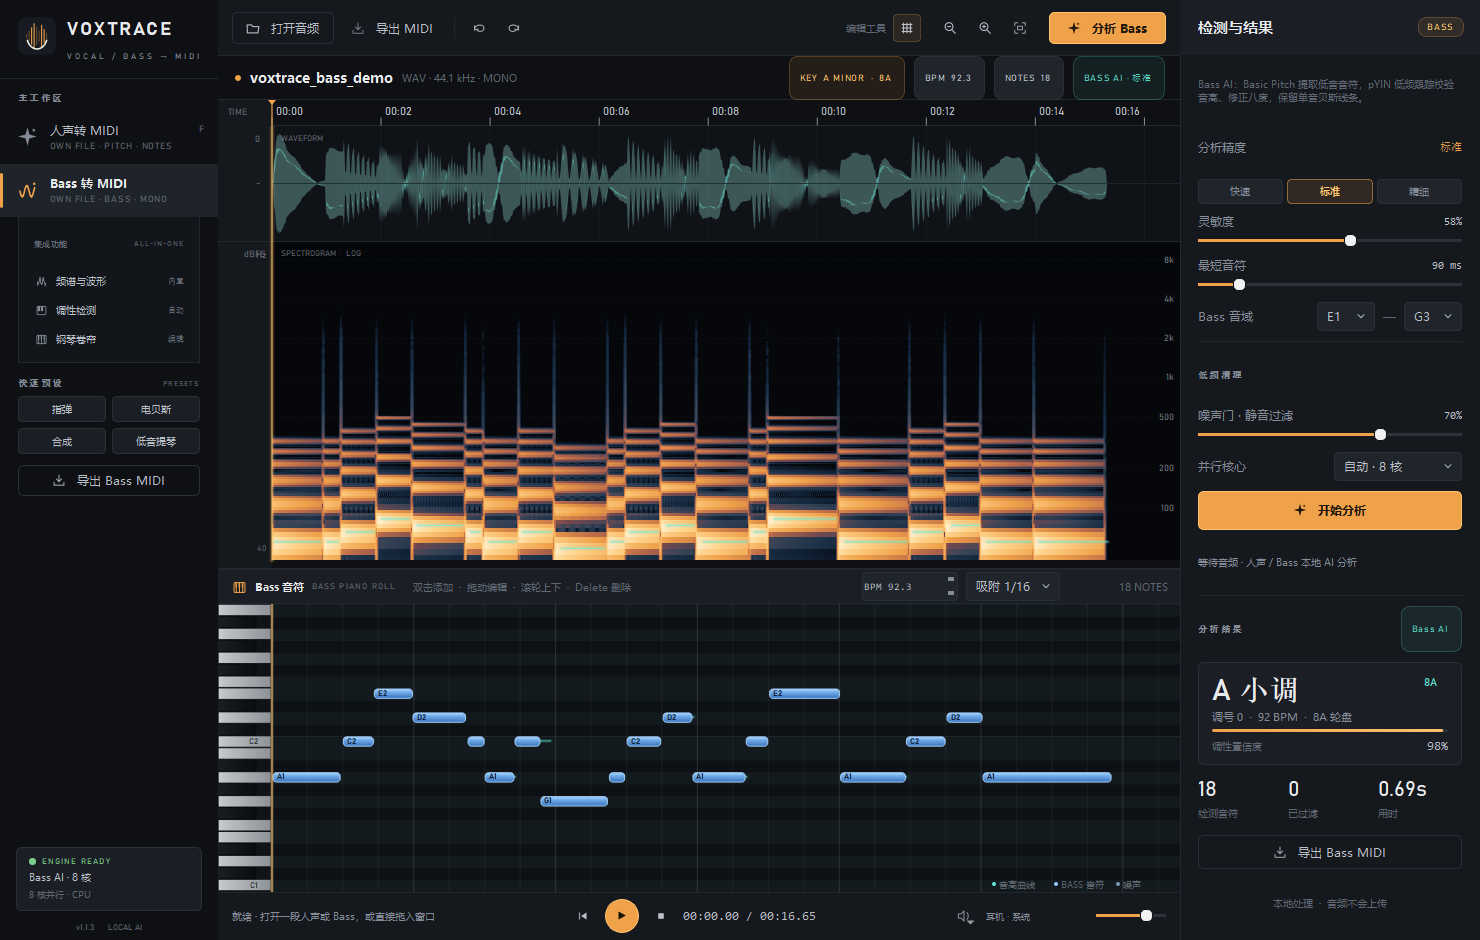 VOXTRACE
VOCAL / BASS → MIDI
主工作区
人声转 MIDI
F
OWN FILE · PITCH · NOTES
Bass 转 MIDI
OWN FILE · BASS · MONO
集成功能
ALL-IN-ONE
频谱与波形
内置
调性检测
自动
钢琴卷帘
编辑
快速预设
PRESETS
指弹
电贝斯
合成
低音提琴
导出 Bass MIDI
ENGINE READY
Bass AI · 8 核
8 核并行 · CPU
v1.1.3 · LOCAL AI
打开音频
导出 MIDI
编辑工具
分析 Bass
voxtrace_bass_demo
WAV · 44.1 kHz · MONO
KEY A MINOR · 8A
BPM 92.3
NOTES 18
BASS AI · 标准
TIME
00:00
00:02
00:04
00:06
00:08
00:10
00:12
00:14
00:16
0
WAVEFORM
-
SPECTROGRAM · LOG
8k
4k
2k
1k
500
200
100
40
Bass 音符
BASS PIANO ROLL
双击添加 · 拖动编辑 · 滚轮上下 · Delete 删除
BPM 92.3
吸附 1/16
18 NOTES
E2
E2
D2
D2
D2
C2
C2
C2
C2
A1
A1
A1
A1
A1
G1
C1
音高曲线
BASS 音符
噪声
就绪 · 打开一段人声或 Bass，或直接拖入窗口
00:00.00 / 00:16.65
耳机 · 系统
检测与结果
BASS
Bass AI：Basic Pitch 提取低音音符，pYIN 低频跟踪校验
音高、修正八度，保留单音贝斯线条。
分析精度
标准
快速
标准
精细
灵敏度
58%
最短音符
90 ms
Bass 音域
E1
—
G3
低频清理
噪声门 · 静音过滤
70%
并行核心
自动 · 8 核
开始分析
等待音频 · 人声 / Bass 本地 AI 分析
分析结果
Bass AI
A 小调
8A
调号 0 · 92 BPM · 8A 轮盘
调性置信度
98%
18
0
0.69s
检测音符
已过滤
用时
导出 Bass MIDI
本地处理 · 音频不会上传